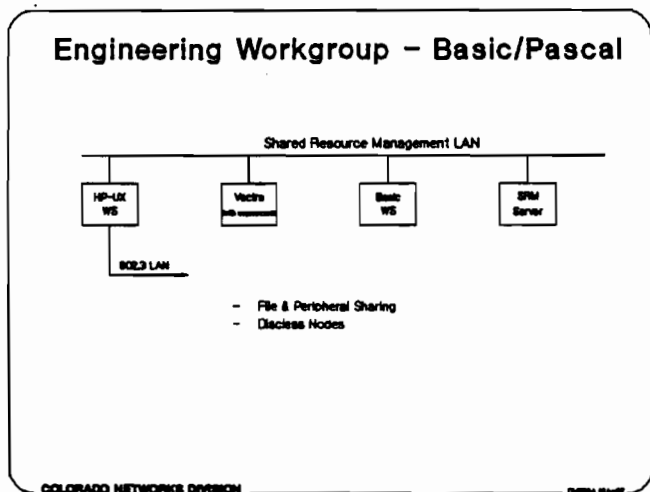 Engineering Workgroup - Basic/Pascal
Shared Resource Management LAN
HP-UX
WS
Vectra
Basic
WS
SRM
Server
802.3 LAN
- File & Peripheral Sharing
- Discless Nodes
COLORADO NETWORKS DIVISION